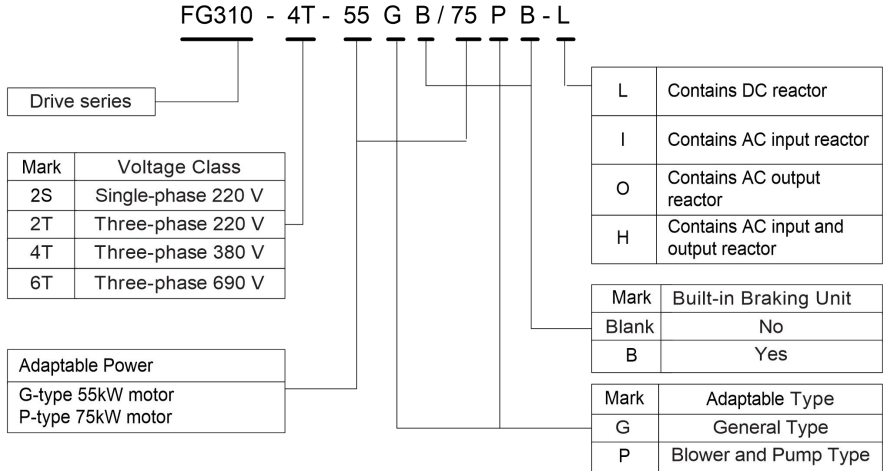 FG310 - 4T - 55 G B / 75 P B - L
Drive series
Mark Voltage Class
2S Single-phase 220 V
2T Three-phase 220 V
4T Three-phase 380 V
6T Three-phase 690 V
Adaptable Power
G-type 55kW motor
P-type 75kW motor
L Contains DC reactor
I Contains AC input reactor
O Contains AC output
reactor
H Contains AC input and
output reactor
Mark Built-in Braking Unit
Blank No
B Yes
Mark Adaptable Type
G General Type
P Blower and Pump Type